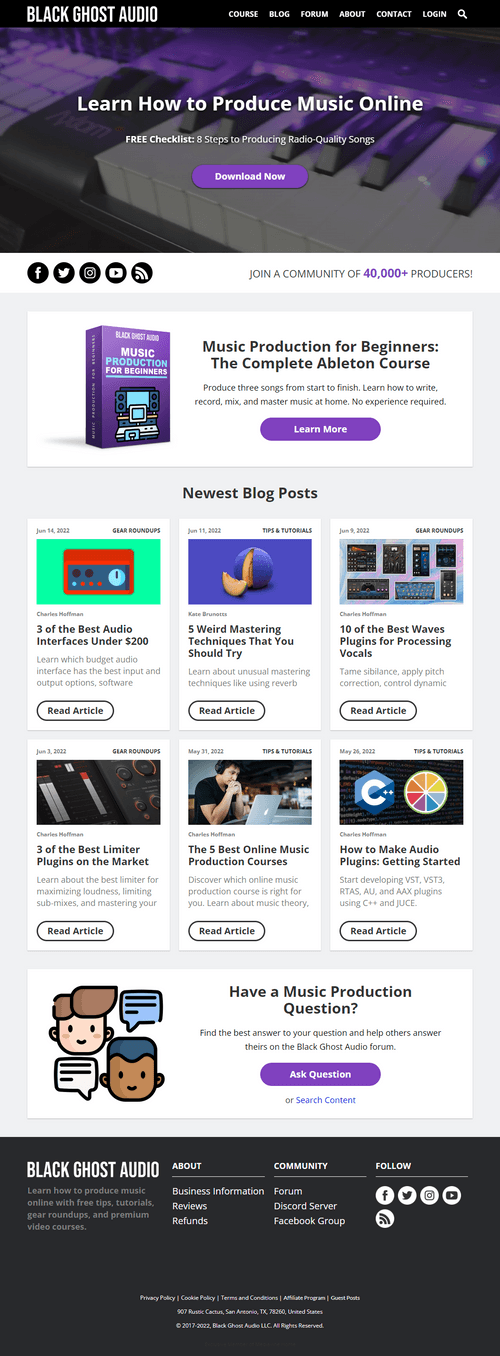 BLACK GHOST AUDIO
COURSE BLOG FORUM ABOUT CONTACT LOGIN
Learn How to Produce Music Online
FREE Checklist: 8 Steps to Producing Radio-Quality Songs
Download Now
JOIN A COMMUNITY OF 40,000+ PRODUCERS!
BLACK GHOST AUDIO
MUSIC
PRODUCTION
FOR BEGINNERS
MUSIC PRODUCTION FOR BEGINNERS
Music Production for Beginners:
The Complete Ableton Course
Produce three songs from start to finish. Learn how to write,
record, mix, and master music at home. No experience required.
Learn More
Newest Blog Posts
Jun 14, 2022 GEAR ROUNDUPS
Charles Hoffman
3 of the Best Audio
Interfaces Under $200
Learn which budget audio
interface has the best input and
output options, software
Read Article
Jun 11, 2022 TIPS & TUTORIALS
Kate Brunotts
5 Weird Mastering
Techniques That You
Should Try
Learn about unusual mastering
techniques like using reverb
Read Article
Jun 9, 2022 GEAR ROUNDUPS
Charles Hoffman
10 of the Best Waves
Plugins for Processing
Vocals
Tame sibilance, apply pitch
correction, control dynamic
Read Article
Jun 3, 2022 GEAR ROUNDUPS
Charles Hoffman
3 of the Best Limiter
Plugins on the Market
Learn about the best limiter for
maximizing loudness, limiting
sub-mixes, and mastering your
Read Article
May 31, 2022 TIPS & TUTORIALS
Charles Hoffman
The 5 Best Online Music
Production Courses
Discover which online music
production course is right for
you. Learn about music theory,
Read Article
May 26, 2022 TIPS & TUTORIALS
C++
Charles Hoffman
How to Make Audio
Plugins: Getting Started
Start developing VST, VST3,
RTAS, AU, and AAX plugins
using C++ and JUCE.
Read Article
Have a Music Production
Question?
Find the best answer to your question and help others answer
theirs on the Black Ghost Audio forum.
Ask Question
or Search Content
BLACK GHOST AUDIO
Learn how to produce music
online with free tips, tutorials,
gear roundups, and premium
video courses.
ABOUT
Business Information
Reviews
Refunds
COMMUNITY
Forum
Discord Server
Facebook Group
FOLLOW
Privacy Policy | Cookie Policy | Terms and Conditions | Affiliate Program | Guest Posts
907 Rustic Cactus, San Antonio, TX, 78260, United States
© 2017-2022, Black Ghost Audio LLC. All Rights Reserved.